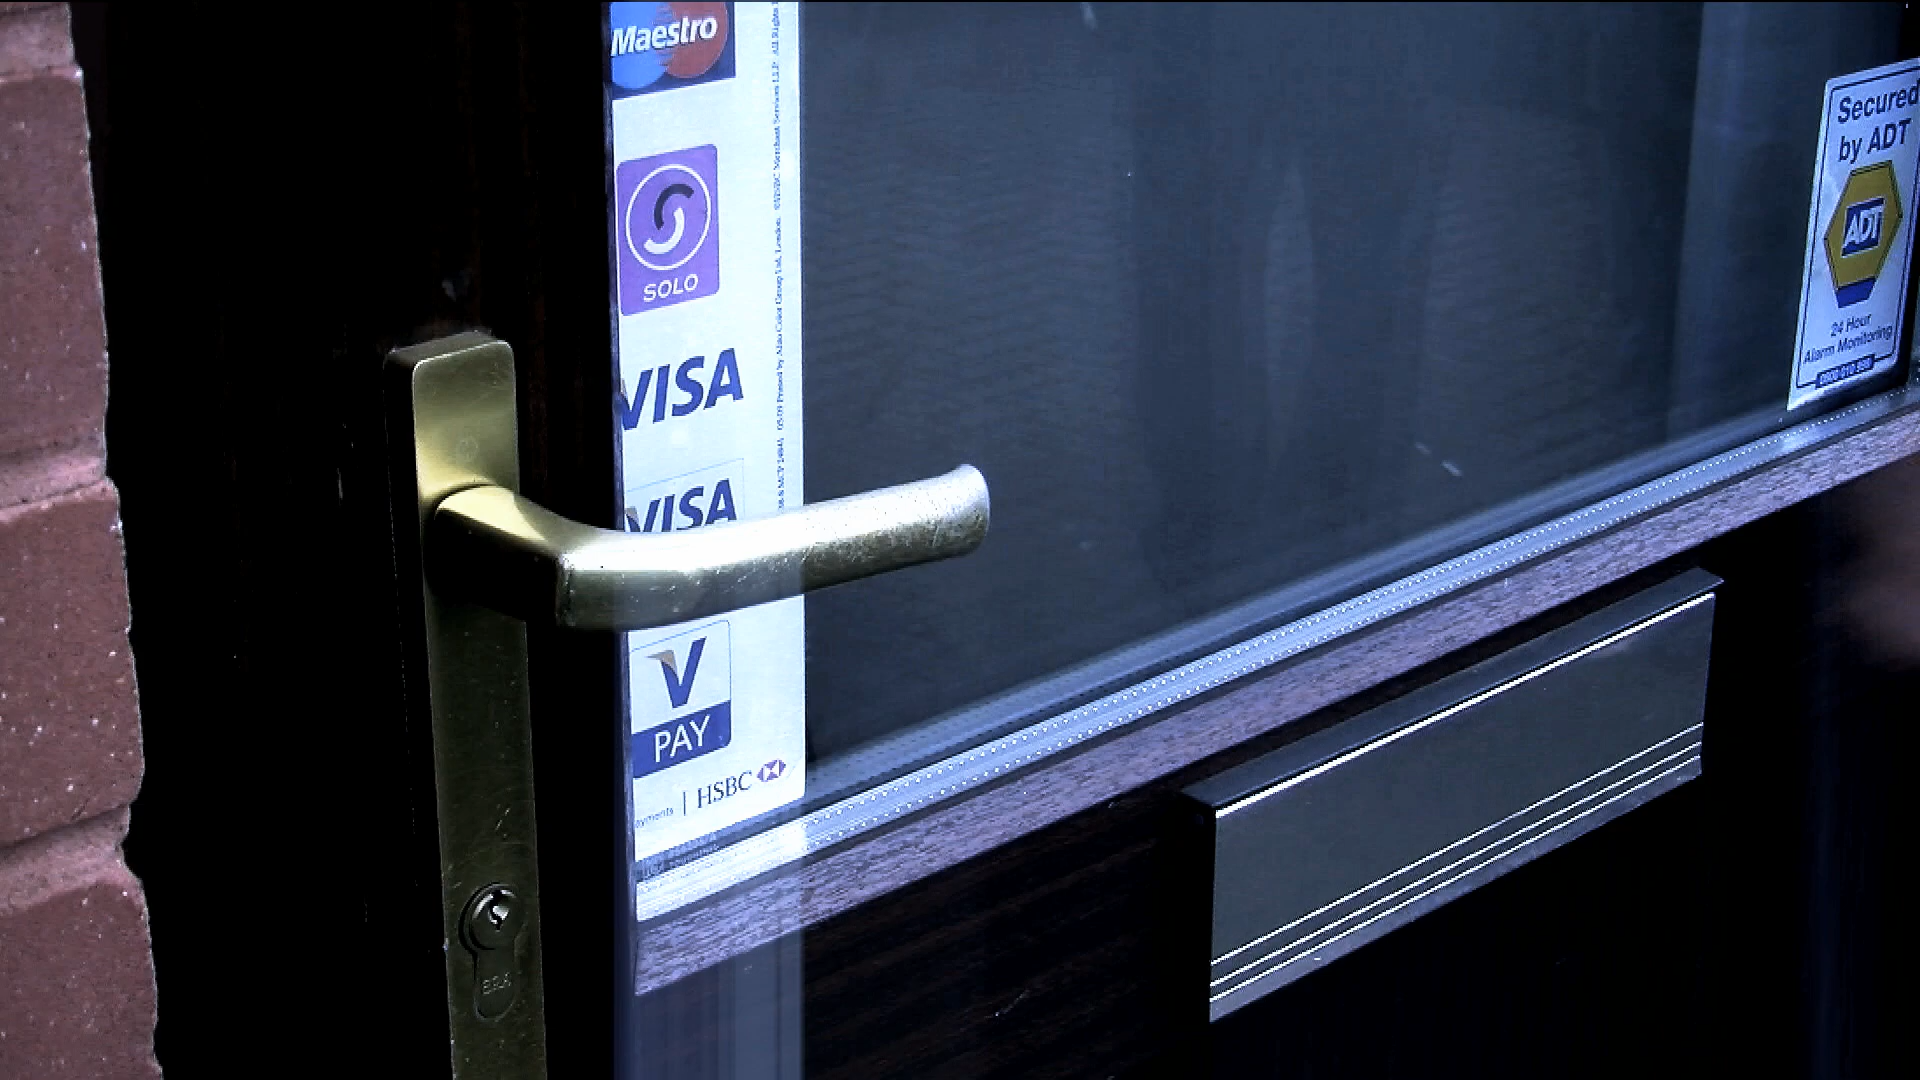 Maestro
SOLO
VISA
VISA
V
PAY
HSBC
Secured
by ADT
ADT
24 Hour
Alarm Monitoring